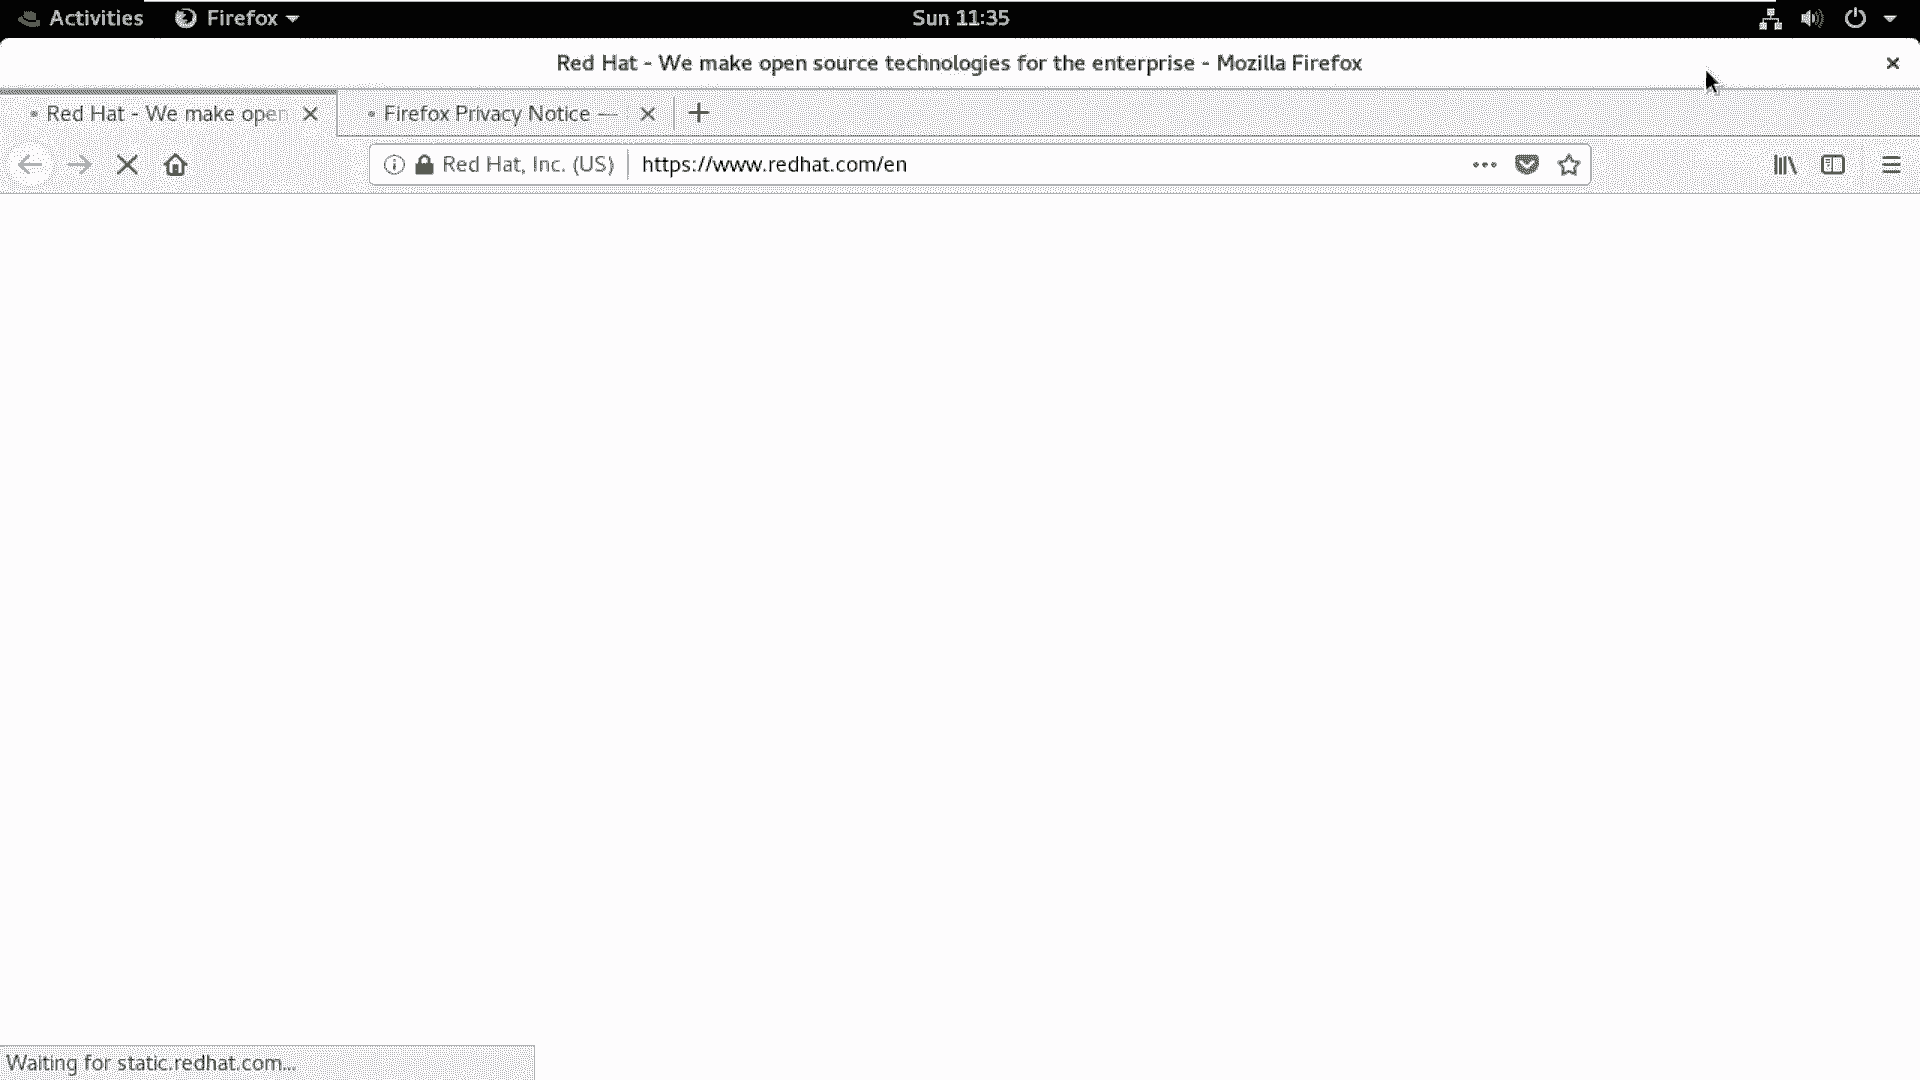 Activities
Firefox
Sun 11:35
Red Hat - We make open source technologies for the enterprise - Mozilla Firefox
Red Hat - We make open
Firefox Privacy Notice —
Red Hat, Inc. (US)
https://www.redhat.com/en
Waiting for static.redhat.com...